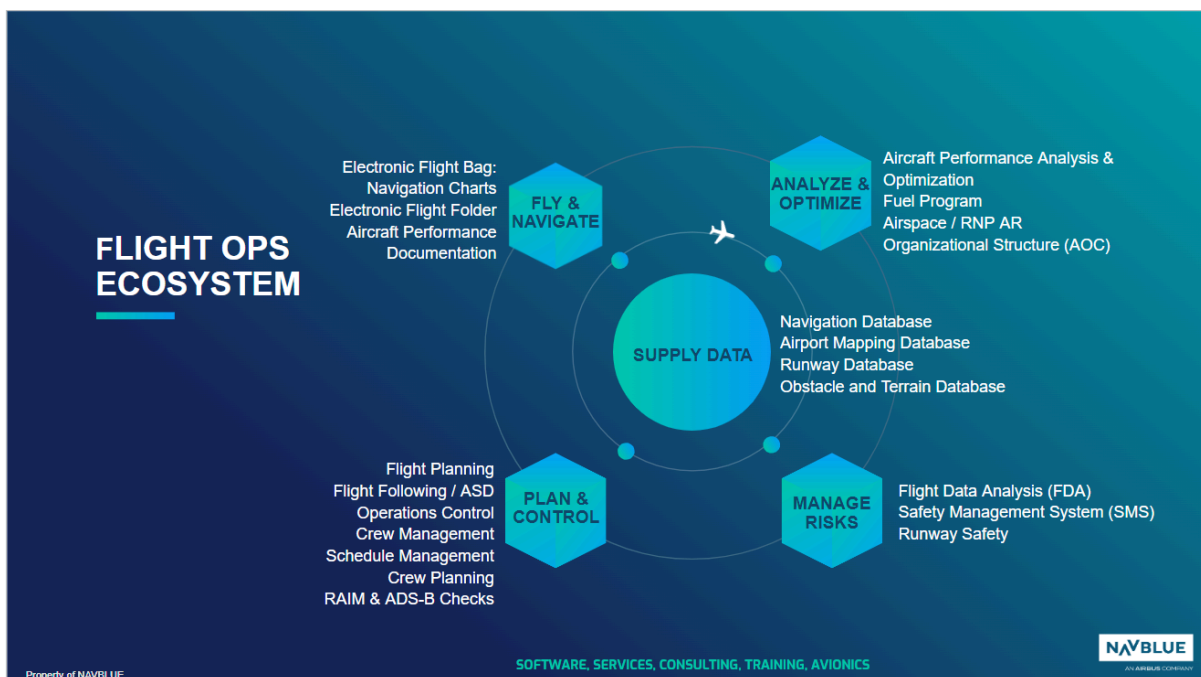 FLIGHT OPS
ECOSYSTEM
Electronic Flight Bag:
Navigation Charts
Electronic Flight Folder
Aircraft Performance
Documentation
FLY &
NAVIGATE
ANALYZE &
OPTIMIZE
Aircraft Performance Analysis &
Optimization
Fuel Program
Airspace / RNP AR
Organizational Structure (AOC)
SUPPLY DATA
Navigation Database
Airport Mapping Database
Runway Database
Obstacle and Terrain Database
Flight Planning
Flight Following / ASD
Operations Control
Crew Management
Schedule Management
Crew Planning
RAIM & ADS-B Checks
PLAN &
CONTROL
MANAGE
RISKS
Flight Data Analysis (FDA)
Safety Management System (SMS)
Runway Safety
SOFTWARE, SERVICES, CONSULTING, TRAINING, AVIONICS
NAVBLUE
AN AIRBUS COMPANY
Property of NAVBLUE